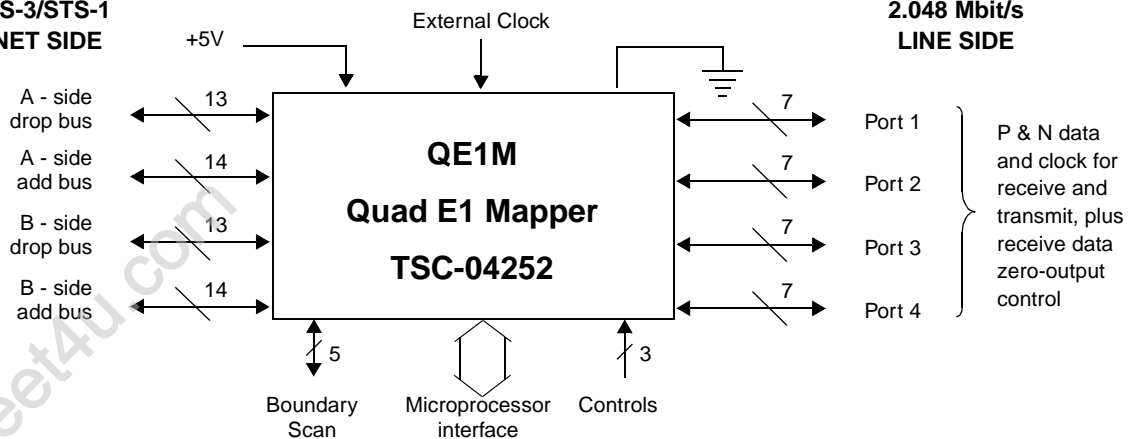 S-3/STS-1
NET SIDE
+5V
External Clock
2.048 Mbit/s
LINE SIDE
A - side
drop bus
13
A - side
add bus
14
B - side
drop bus
13
B - side
add bus
14
QE1M
Quad E1 Mapper
TSC-04252
7
Port 1
7
Port 2
7
Port 3
7
Port 4
P & N data
and clock for
receive and
transmit, plus
receive data
zero-output
control
5
3
Boundary
Scan
Microprocessor
interface
Controls
eet4u.com